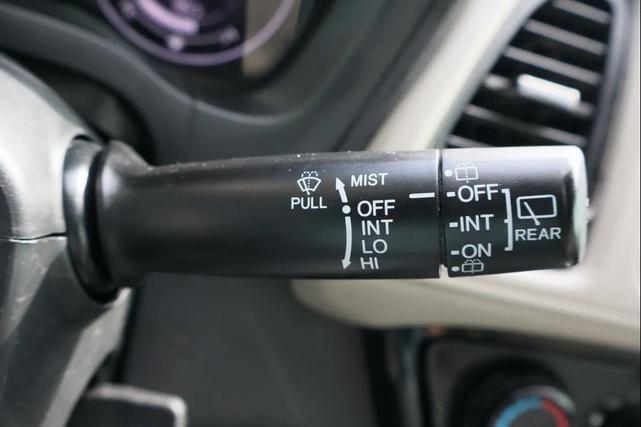 MIST
PULL
OFF
INT
LO
HI
OFF
INT
ON
REAR